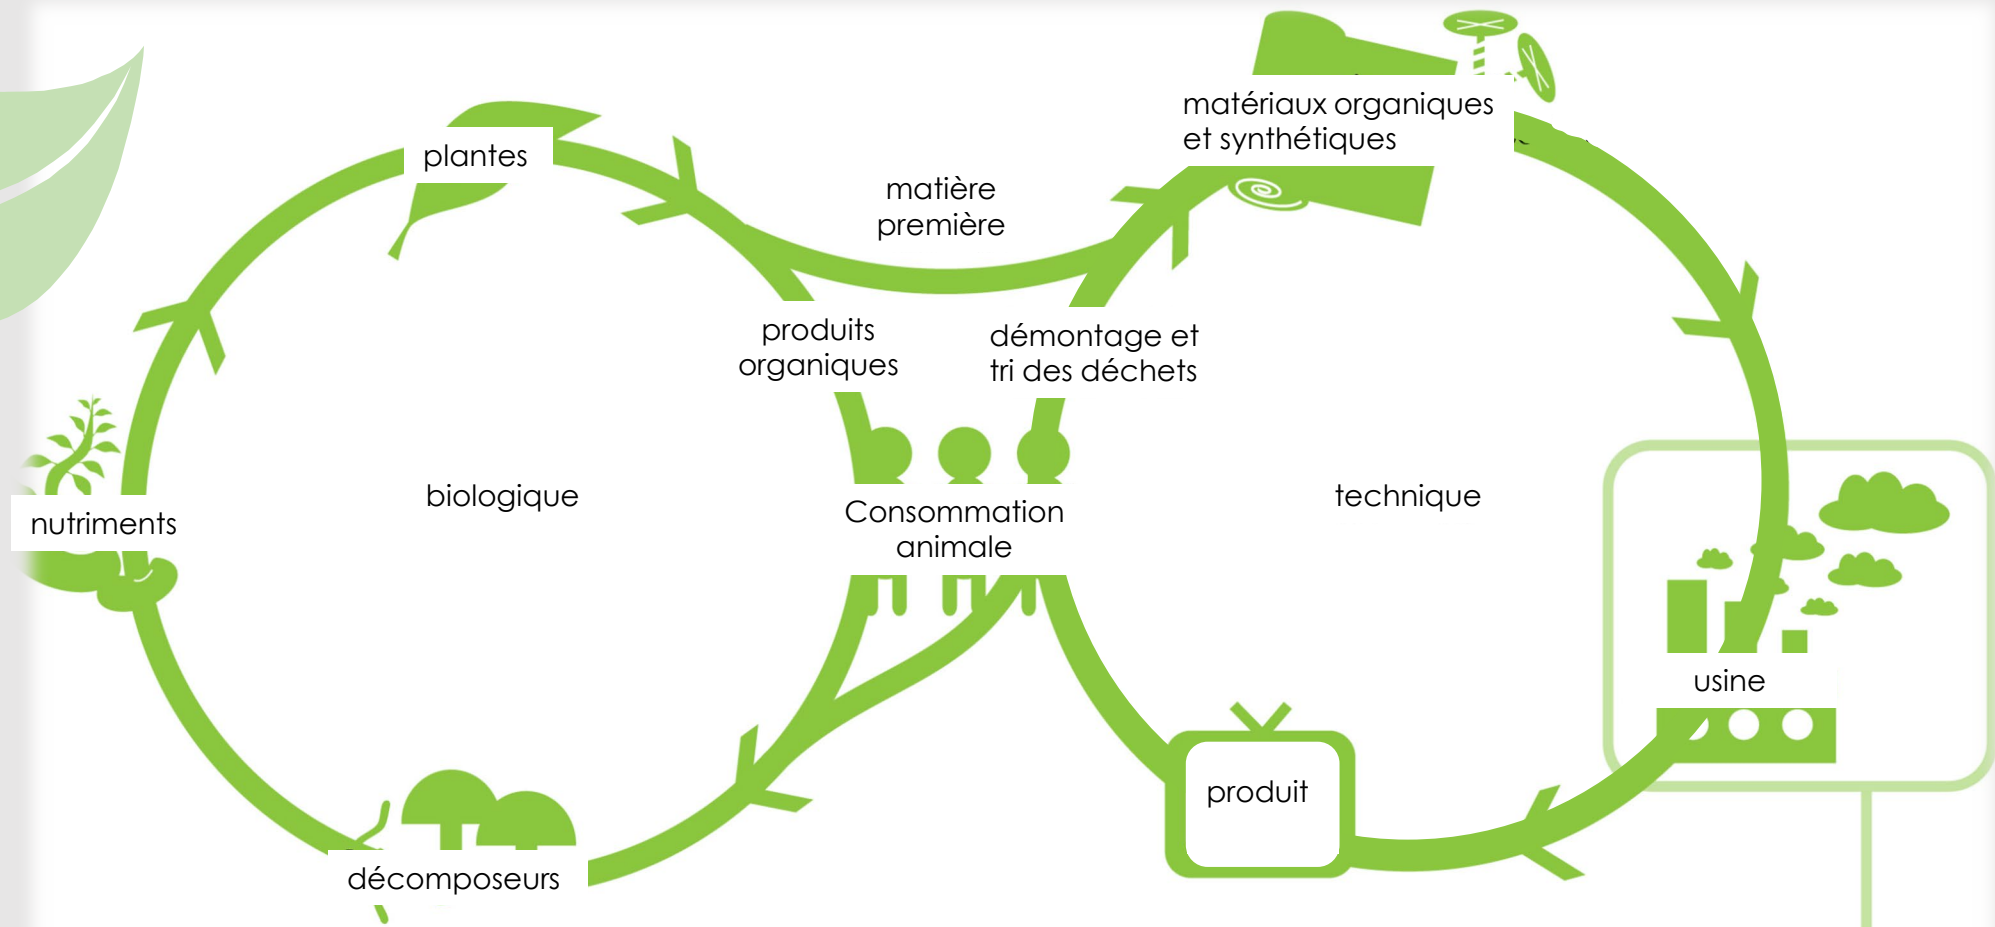 matériaux organiques
et synthétiques
plantes
matière
première
produits
organiques
démontage et
tri des déchets
nutriments
biologique
Consommation
animale
technique
usine
produit
décomposeurs